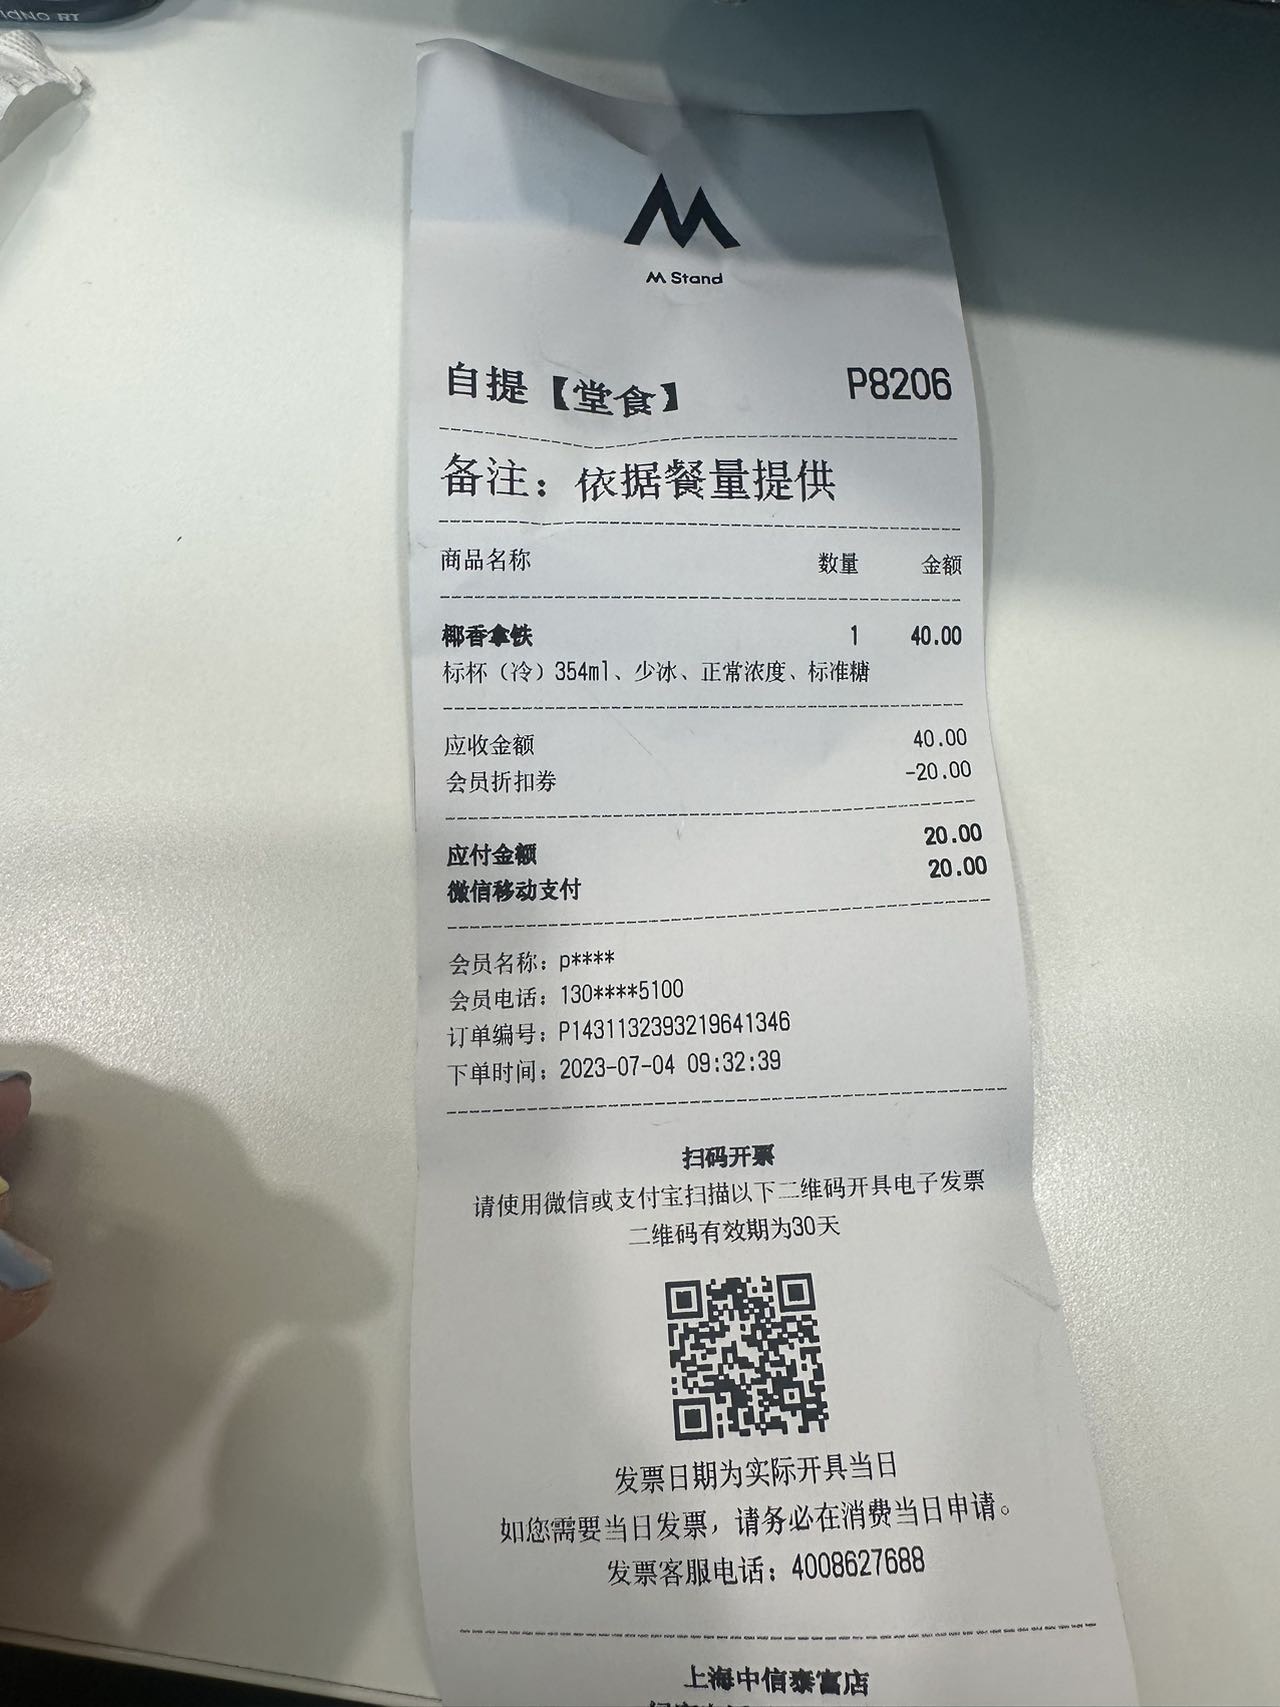 M Stand
自提【堂食】 P8206
备注：依据餐量提供
商品名称 数量 金额
椰香拿铁 1 40.00
标杯（冷）354ml、少冰、正常浓度、标准糖
应收金额 40.00
会员折扣券 -20.00
应付金额 20.00
微信移动支付 20.00
会员名称：p****
会员电话：130****5100
订单编号：P1431132393219641346
下单时间：2023-07-04 09:32:39
扫码开票
请使用微信或支付宝扫描以下二维码开具电子发票
二维码有效期为30天
发票日期为实际开具当日
如您需要当日发票，请务必在消费当日申请。
发票客服电话：4008627688
上海中信泰富店